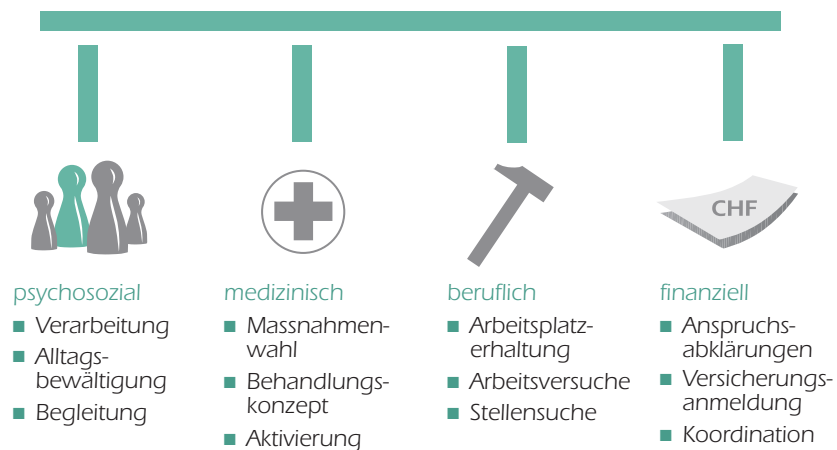 CHF
psychosozial
■ Verarbeitung
■ Alltags-
bewältigung
■ Begleitung
medizinisch
■ Massnahmen-
wahl
■ Behandlungs-
konzept
■ Aktivierung
beruflich
■ Arbeitsplatz-
erhaltung
■ Arbeitsversuche
■ Stellensuche
finanziell
■ Anspruchs-
abklärungen
■ Versicherungs-
anmeldung
■ Koordination